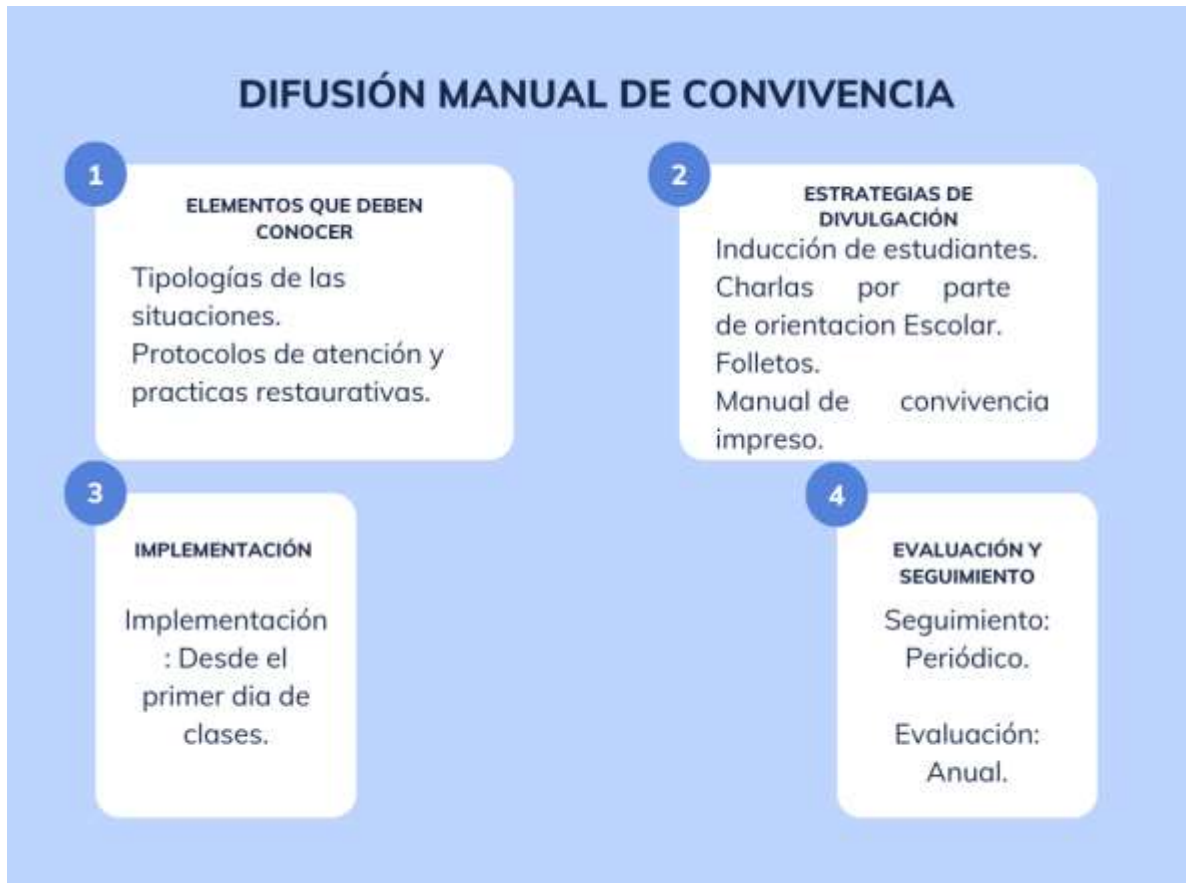 DIFUSIÓN MANUAL DE CONVIVENCIA
1
ELEMENTOS QUE DEBEN
CONOCER
Tipologías de las
situaciones.
Protocolos de atención y
practicas restaurativas.
2
ESTRATEGIAS DE
DIVULGACIÓN
Inducción de estudiantes.
Charlas por parte
de orientacion Escolar.
Folletos.
Manual de convivencia
impreso.
3
IMPLEMENTACIÓN
Implementación
: Desde el
primer dia de
clases.
4
EVALUACIÓN Y
SEGUIMIENTO
Seguimiento:
Periódico.
Evaluación:
Anual.